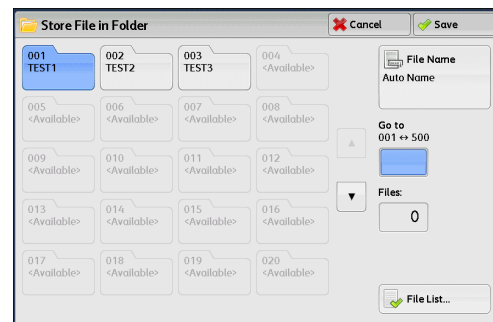 Store File in Folder
Cancel
Save
001
TEST1
002
TEST2
003
TEST3
004
<Available>
File Name
Auto Name
005
<Available>
006
<Available>
007
<Available>
008
<Available>
Go to
001 ↔ 500
009
<Available>
010
<Available>
011
<Available>
012
<Available>
Files:
0
013
<Available>
014
<Available>
015
<Available>
016
<Available>
017
<Available>
018
<Available>
019
<Available>
020
<Available>
File List...